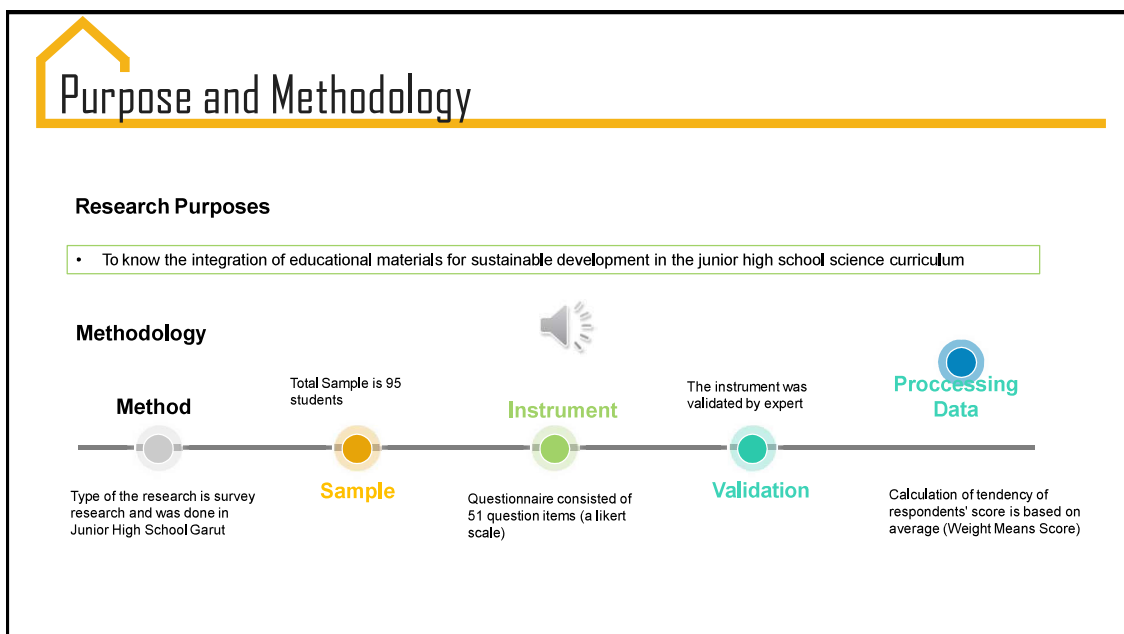 Purpose and Methodology
Research Purposes
• To know the integration of educational materials for sustainable development in the junior high school science curriculum
Methodology
Method
Type of the research is survey
research and was done in
Junior High School Garut
Total Sample is 95
students
Sample
Instrument
Questionnaire consisted of
51 question items (a likert
scale)
The instrument was
validated by expert
Validation
Proccessing
Data
Calculation of tendency of
respondents' score is based on
average (Weight Means Score)